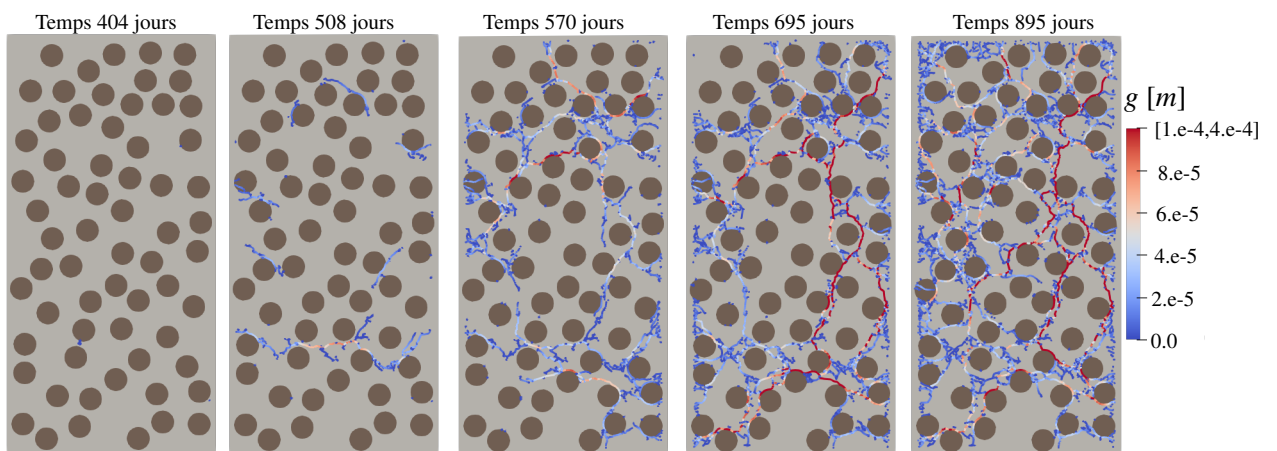 Temps 404 jours
Temps 508 jours
Temps 570 jours
Temps 695 jours
Temps 895 jours
g [m]
[1.e-4,4.e-4]
8.e-5
6.e-5
4.e-5
2.e-5
0.0